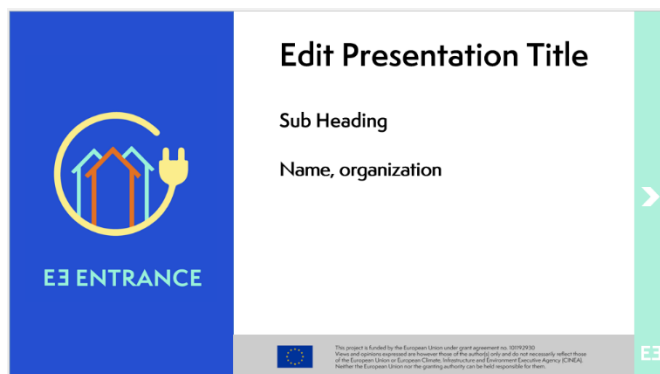 Edit Presentation Title
Sub Heading
Name, organization
EƎ ENTRANCE
This project is funded by the European Union under grant agreement no. 101192930
Views and opinions expressed are however those of the author(s) only and do not necessarily reflect those
of the European Union or European Climate, Infrastructure and Environment Executive Agency (CINEA).
Neither the European Union nor the granting authority can be held responsible for them.
EƎ